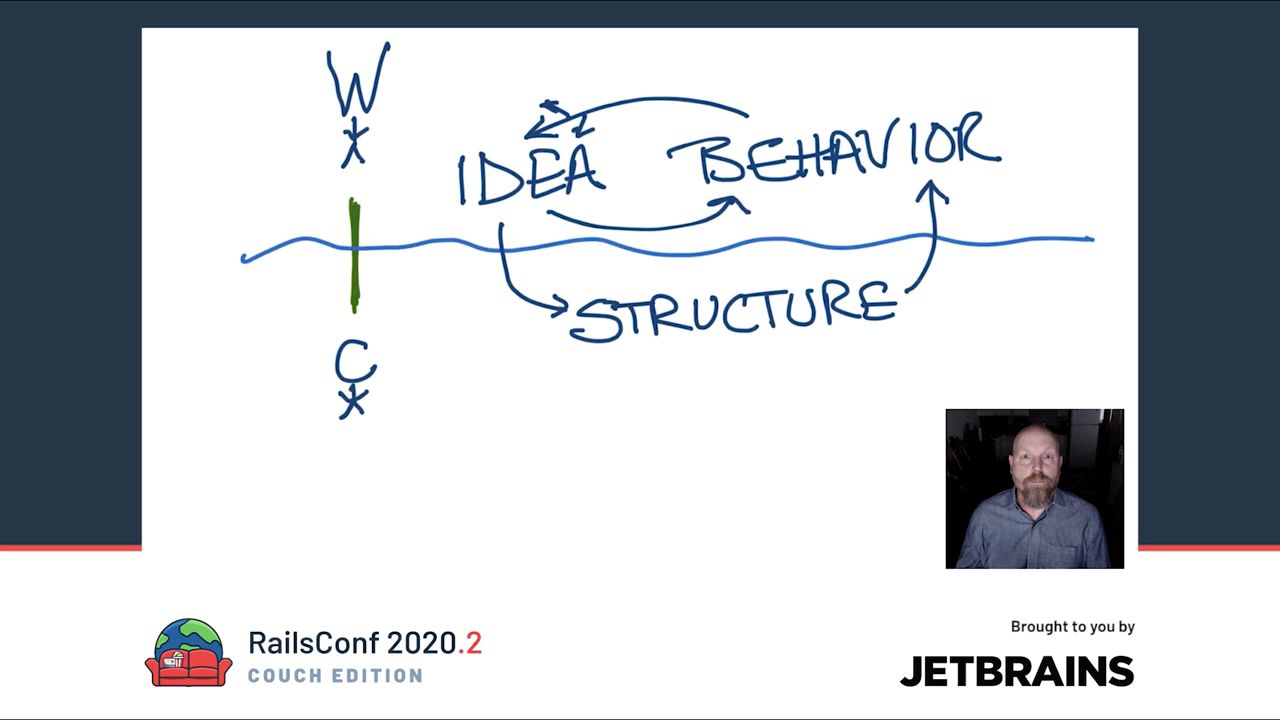 W
IDEA BEHAVIOR
STRUCTURE
C
RailsConf 2020.2
COUCH EDITION
Brought to you by
JETBRAINS